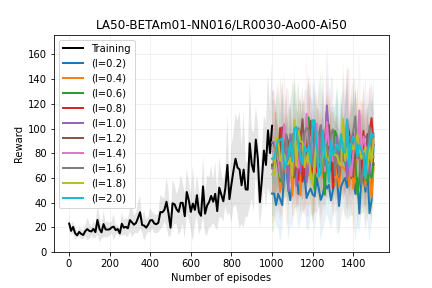 LA50-BETAm01-NN016/LR0030-Ao00-Ai50
Reward
160
140
120
100
80
60
40
20
0
Training
(l=0.2)
(l=0.4)
(l=0.6)
(l=0.8)
(l=1.0)
(l=1.2)
(l=1.4)
(l=1.6)
(l=1.8)
(l=2.0)
0 200 400 600 800 1000 1200 1400
Number of episodes